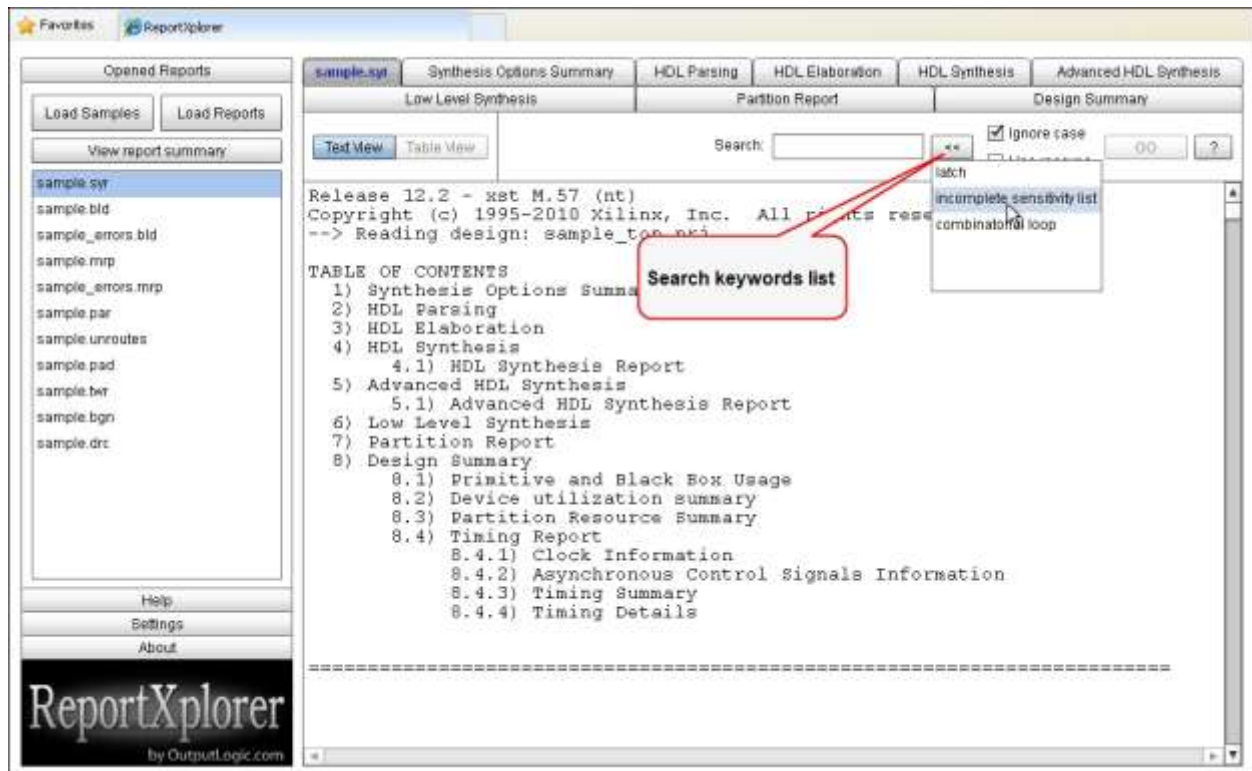 Favorites
ReportXplorer
Opened Reports
Load Samples Load Reports
View report summary
sample.syr
sample.bld
sample_errors.bld
sample.mrp
sample_errors.mrp
sample.par
sample.unroutes
sample.pad
sample.twr
sample.bgn
sample.drc
Help
Settings
About
ReportXplorer
by OutputLogic.com
sample.syr Synthesis Options Summary HDL Parsing HDL Elaboration HDL Synthesis Advanced HDL Synthesis
Low Level Synthesis Partition Report Design Summary
Text View Table View Search: << Ignore case GO ?
latch
incomplete sensitivity list
combinatorial loop
Search keywords list
Release 12.2 - xst M.57 (nt)
Copyright (c) 1995-2010 Xilinx, Inc. All rights rese
--> Reading design: sample_top.prj
TABLE OF CONTENTS
1) Synthesis Options Summa
2) HDL Parsing
3) HDL Elaboration
4) HDL Synthesis
4.1) HDL Synthesis Report
5) Advanced HDL Synthesis
5.1) Advanced HDL Synthesis Report
6) Low Level Synthesis
7) Partition Report
8) Design Summary
8.1) Primitive and Black Box Usage
8.2) Device utilization summary
8.3) Partition Resource Summary
8.4) Timing Report
8.4.1) Clock Information
8.4.2) Asynchronous Control Signals Information
8.4.3) Timing Summary
8.4.4) Timing Details
=========================================================================